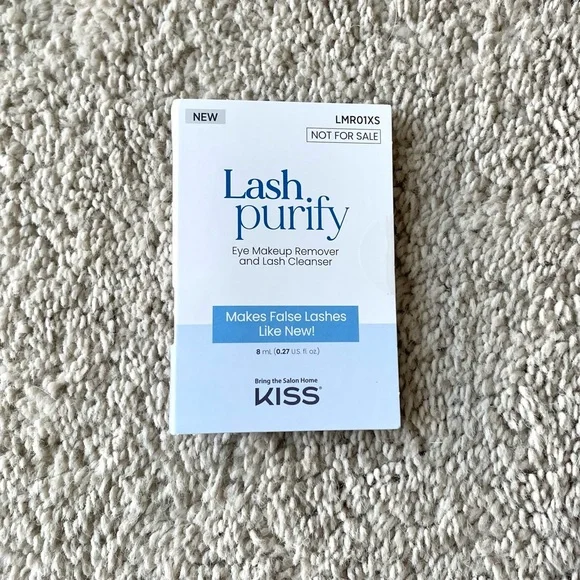 NEW
LMR01XS
NOT FOR SALE
Lash
purify
Eye Makeup Remover
and Lash Cleanser
Makes False Lashes
Like New!
8 mL (0.27 U.S. fl oz.)
Bring the Salon Home
KISS®